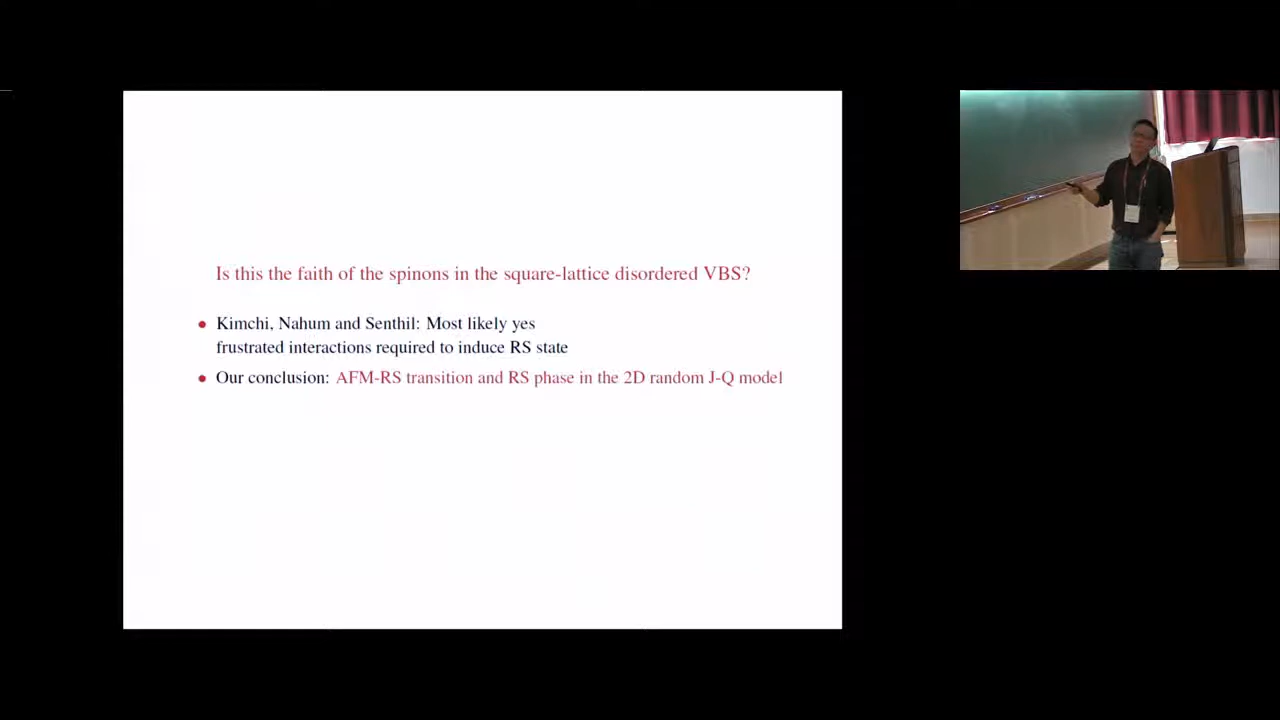 Is this the faith of the spinons in the square-lattice disordered VBS?
• Kimchi, Nahum and Senthil: Most likely yes
frustrated interactions required to induce RS state
• Our conclusion: AFM-RS transition and RS phase in the 2D random J-Q model